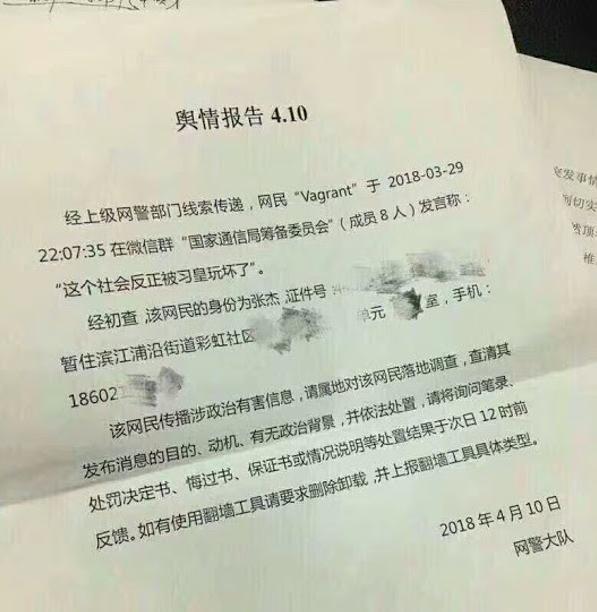 舆情报告 4.10
经上级网警部门线索传递，网民“Vagrant”于 2018-03-29
22:07:35 在微信群“国家通信局筹备委员会”（成员 8 人）发言称：
“这个社会反正被习皇玩坏了”。
经初查，该网民的身份为张杰，证件号
暂住滨江浦沿街道彩虹社区 单元 室，手机：
18602
该网民传播涉政治有害信息，请属地对该网民落地调查，查清其
发布消息的目的、动机、有无政治背景，并依法处置，请将询问笔录、
处罚决定书、悔过书、保证书或情况说明等处置结果于次日 12 时前
反馈。如有使用翻墙工具请要求删除卸载，并上报翻墙工具具体类型。
2018 年 4 月 10 日
网警大队
发事情
切实